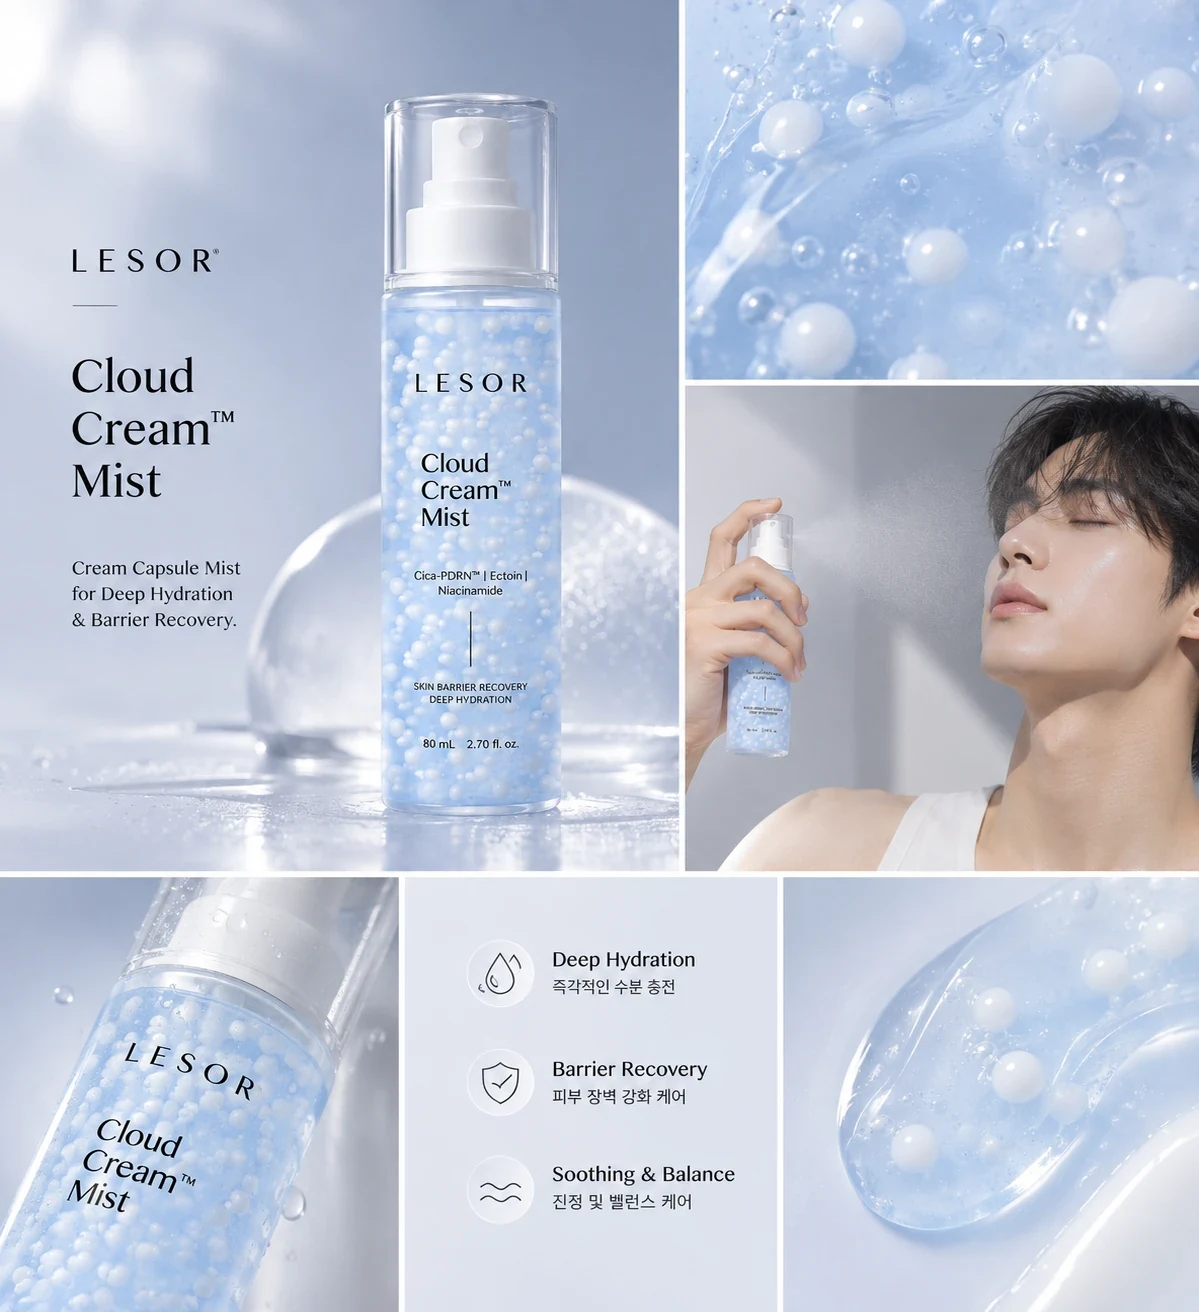 LESOR®
Cloud
Cream™
Mist
Cream Capsule Mist
for Deep Hydration
& Barrier Recovery.
LESOR
Cloud
Cream™
Mist
Cica-PDRN™ | Ectoin |
Niacinamide
SKIN BARRIER RECOVERY
DEEP HYDRATION
80 mL 2.70 fl. oz.
LESOR
Cloud
Cream™
Mist
Deep Hydration
즉각적인 수분 충전
Barrier Recovery
피부 장벽 강화 케어
Soothing & Balance
진정 및 밸런스 케어